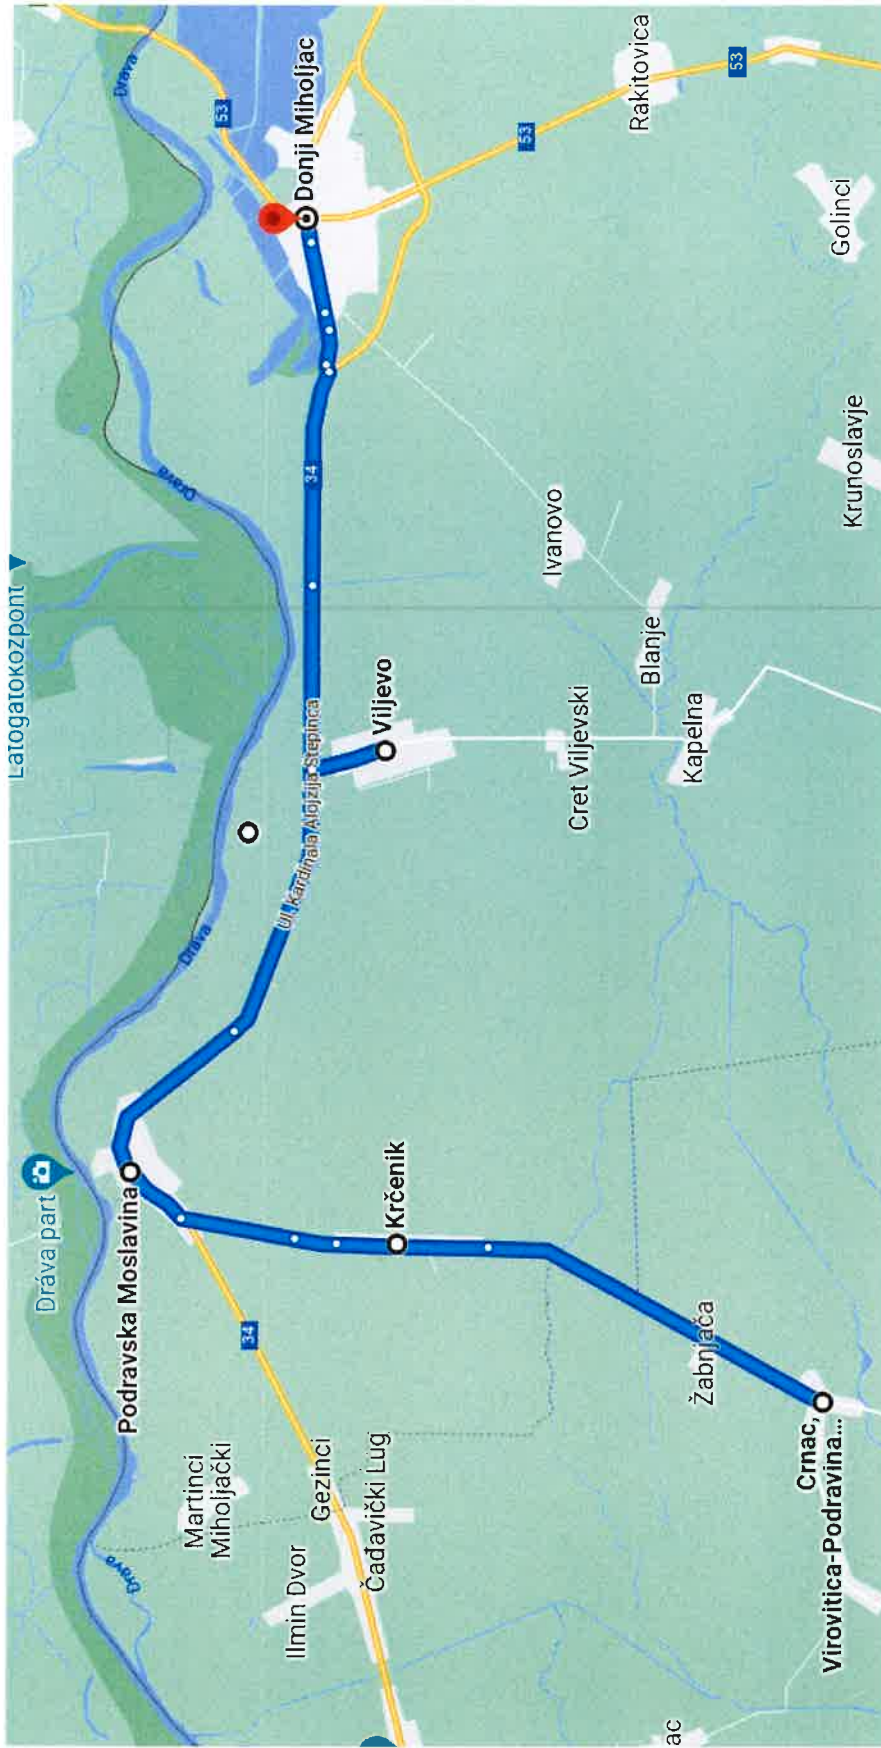 Latogatokozpont
Drava
53
Donji Miholjac
Rakitovica
53
53
Golinci
Drava
34
Ivanovo
Krunoslavje
Blanje
Viljevo
Cret Viljevski
Kapelna
Ul. Kardinala Alojzija Stepinca
Drava
Dráva part
Podravska Moslavina
Krčenik
34
Žabnjača
Martinci
Miholjački
Gezinci
Ilmin Dvor
Čađavički Lug
Crnac,
Virovitica-Podravina...
Drava
ac